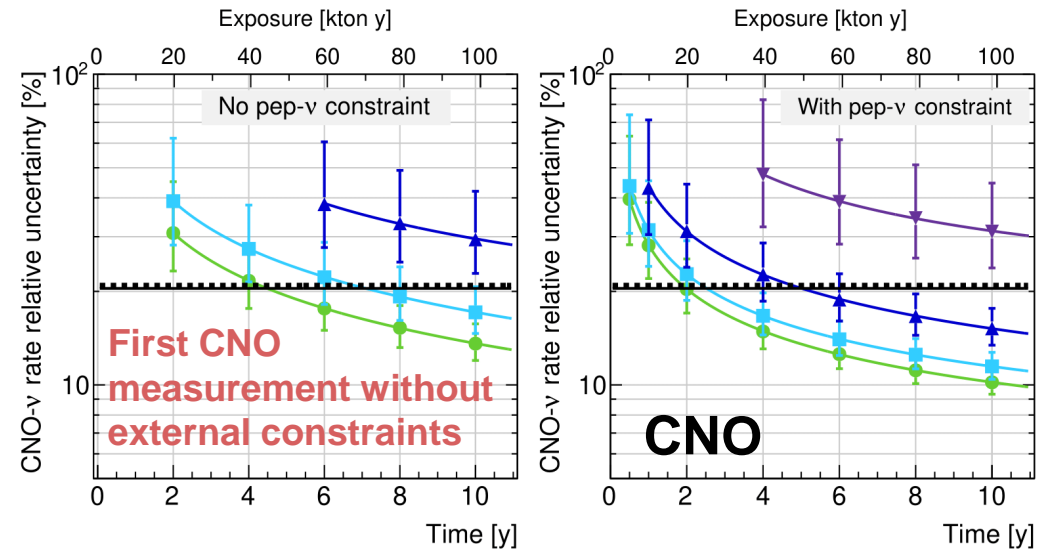 Exposure [kton y]
0 20 40 60 80 100
10²
No pep-ν constraint
CNO-ν rate relative uncertainty [%]
10
First CNO
measurement without
external constraints
0 2 4 6 8 10
Time [y]
Exposure [kton y]
0 20 40 60 80 100
10²
With pep-ν constraint
CNO-ν rate relative uncertainty [%]
10
CNO
0 2 4 6 8 10
Time [y]